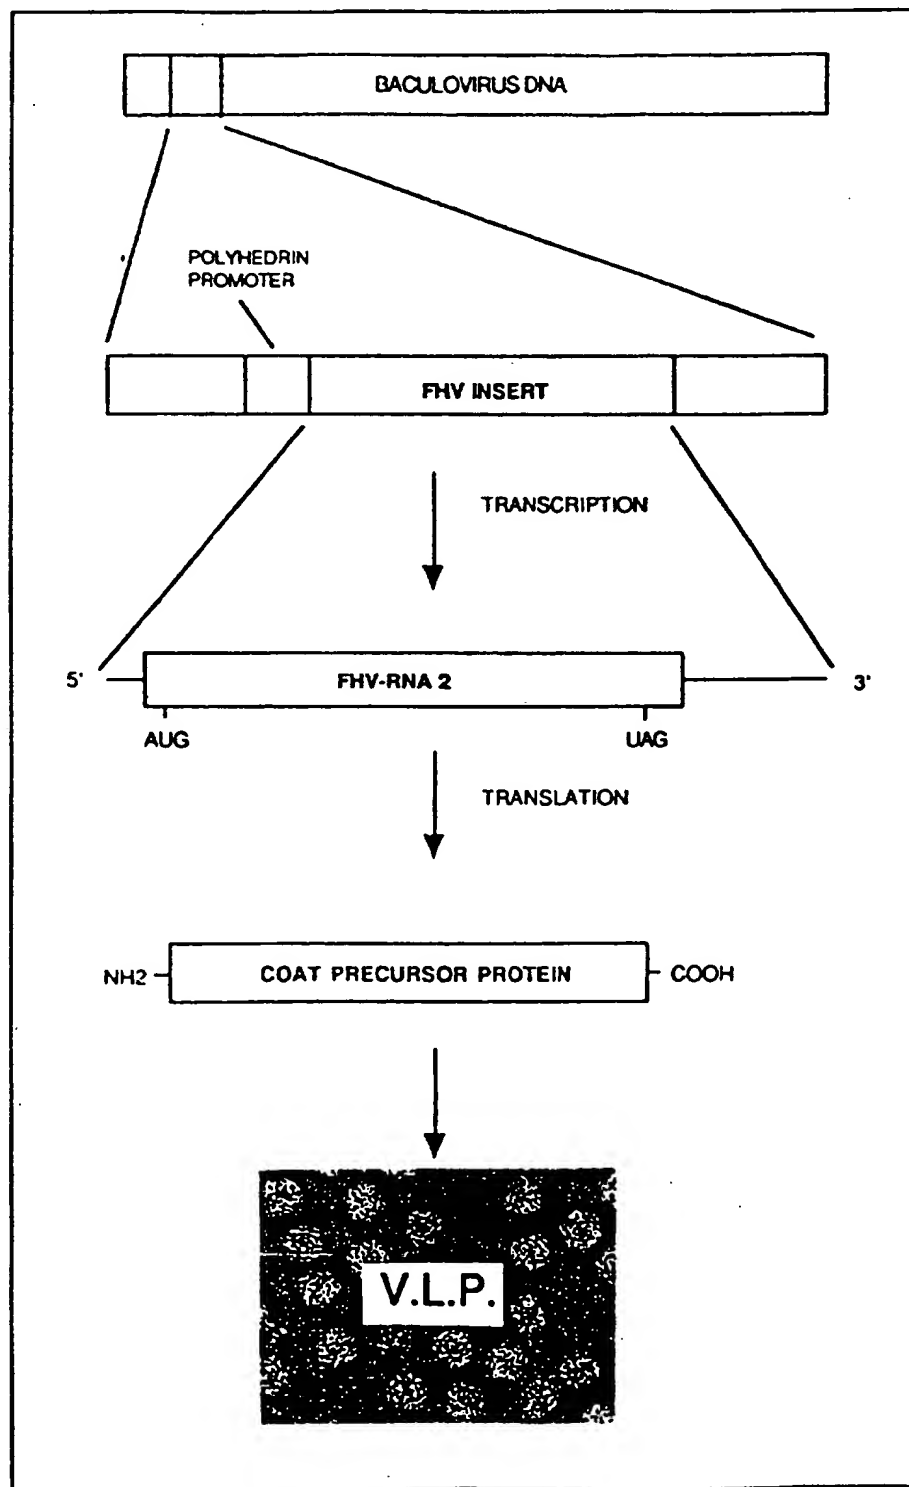 BACULOVIRUS DNA
POLYHEDRIN
PROMOTER
FHV INSERT
TRANSCRIPTION
5'
FHV-RNA 2
3'
AUG
UAG
TRANSLATION
NH2
COAT PRECURSOR PROTEIN
COOH
V.L.P.